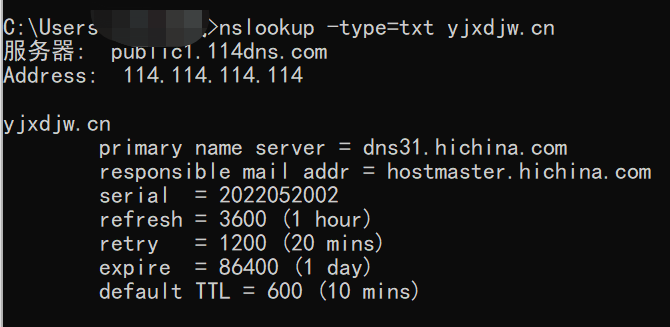 C:\Users >nslookup -type=txt yjxdjw.cn
服务器:  public1.114dns.com
Address:  114.114.114.114

yjxdjw.cn
        primary name server = dns31.hichina.com
        responsible mail addr = hostmaster.hichina.com
        serial  = 2022052002
        refresh = 3600 (1 hour)
        retry   = 1200 (20 mins)
        expire  = 86400 (1 day)
        default TTL = 600 (10 mins)